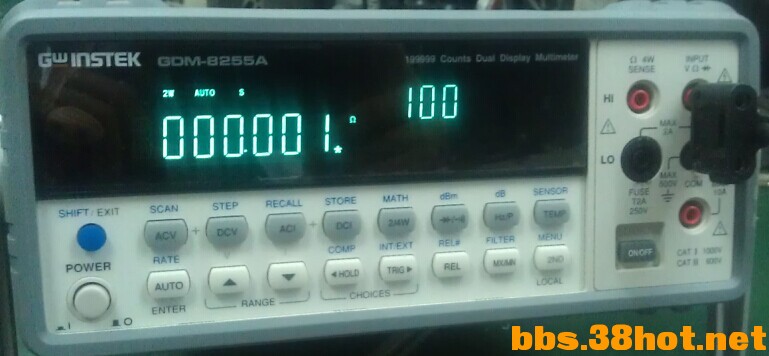 GWINSTEK GDM-8255A 199999 Counts Dual Display Multimeter
2W AUTO S
100
000.001 Ω
Ω 4W SENSE
INPUT
V Ω
HI
LO
MAX 2A
MAX 500V
FUSE T2A 250V
COM
10A
ON/OFF
CAT I 1000V
CAT II 600V
SHIFT / EXIT
SCAN STEP RECALL STORE MATH dBm dB SENSOR
ACV + DCV ACI + DCI 2/4W Hz/P TEMP
POWER
RATE COMP INT/EXT REL# FILTER MENU
AUTO HOLD TRIG REL MX/MN 2ND
ENTER RANGE CHOICES LOCAL
bbs.38hot.net